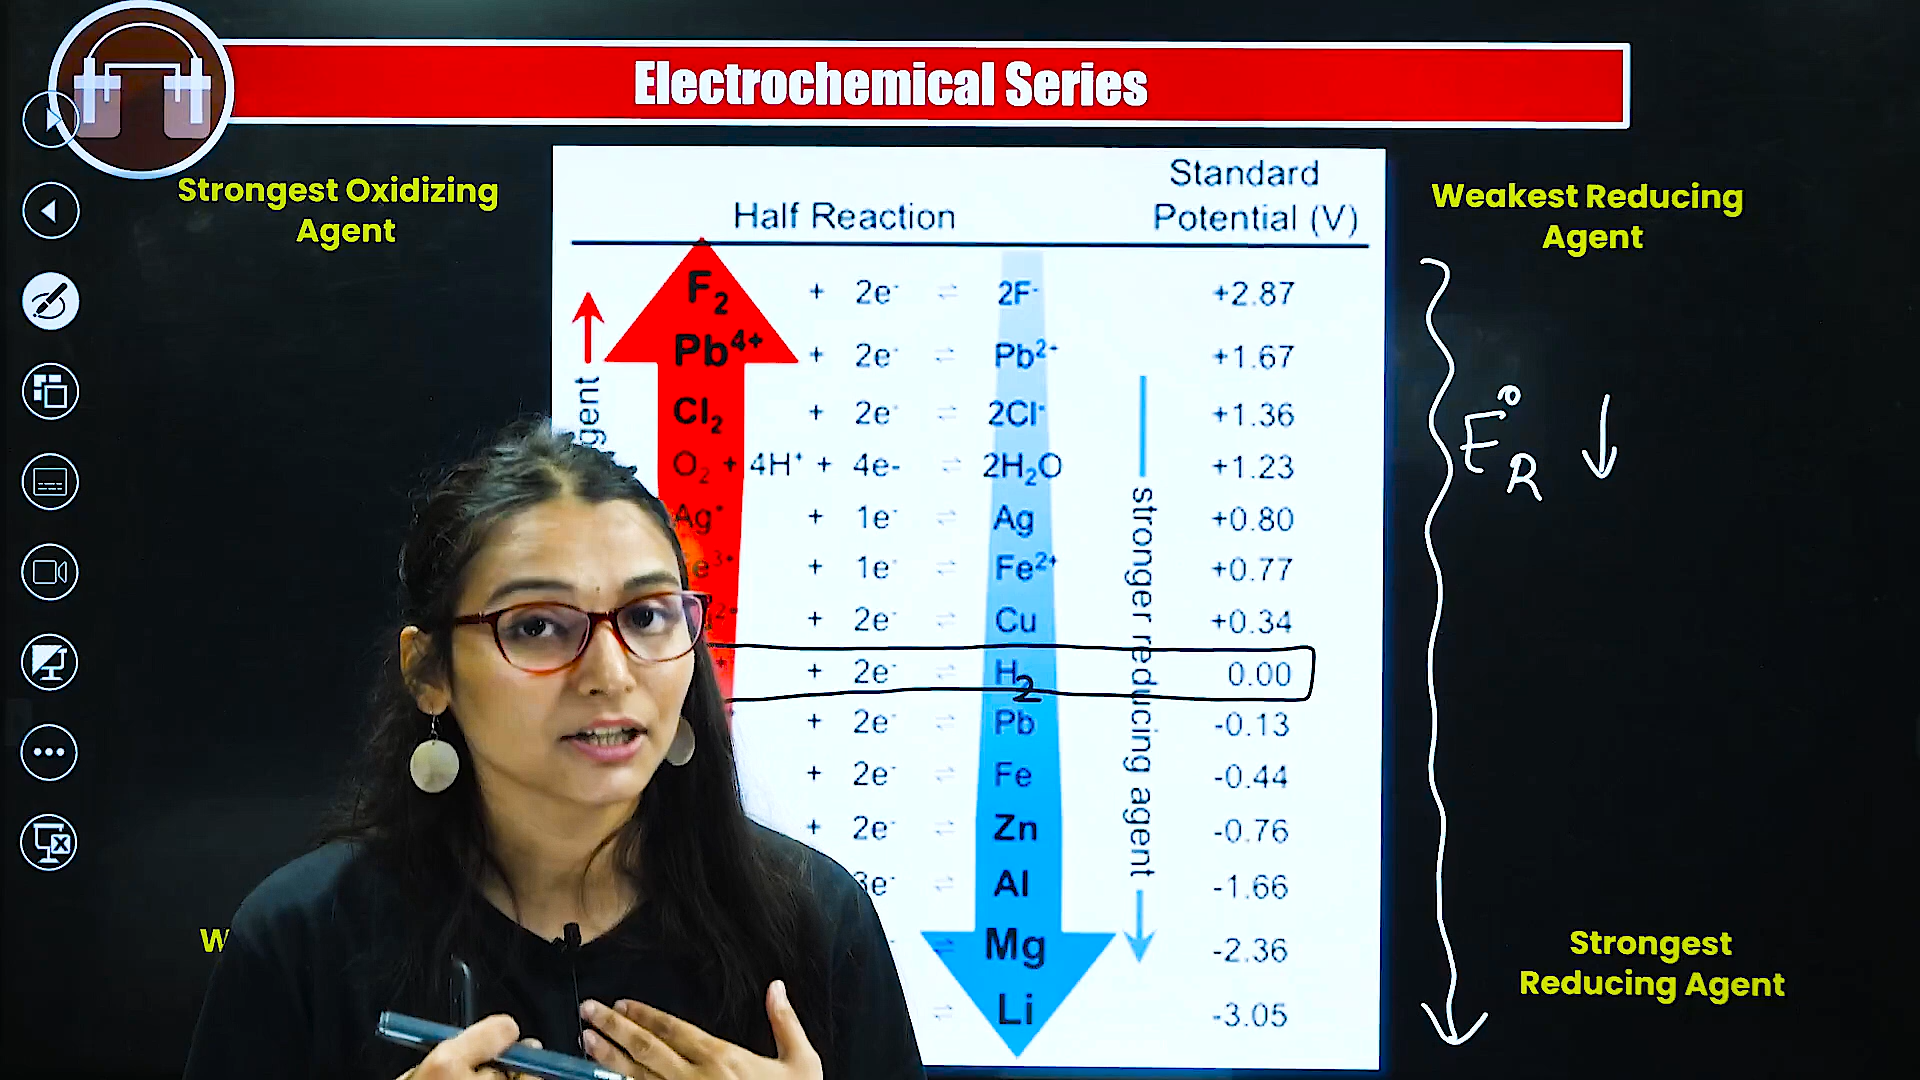 Electrochemical Series
Strongest Oxidizing
Agent
Weakest Reducing
Agent
Half Reaction
Standard
Potential (V)
F₂ + 2e⁻ ⇌ 2F⁻ +2.87
Pb⁴⁺ + 2e⁻ ⇌ Pb²⁺ +1.67
Cl₂ + 2e⁻ ⇌ 2Cl⁻ +1.36
O₂ + 4H⁺ + 4e- ⇌ 2H₂O +1.23
Ag⁺ + 1e⁻ ⇌ Ag +0.80
e³⁺ + 1e⁻ ⇌ Fe²⁺ +0.77
²⁺ + 2e⁻ ⇌ Cu +0.34
⁺ + 2e⁻ ⇌ H₂ 0.00
+ 2e⁻ ⇌ Pb -0.13
+ 2e⁻ ⇌ Fe -0.44
+ 2e⁻ ⇌ Zn -0.76
3e⁻ ⇌ Al -1.66
⇌ Mg -2.36
⇌ Li -3.05
gent
stronger reducing agent
E°R ↓
W
Strongest
Reducing Agent